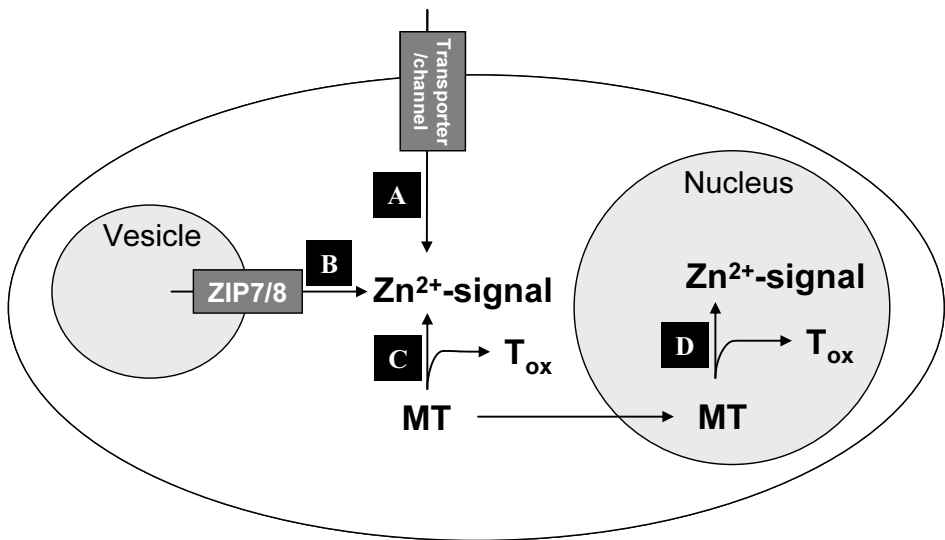 Transporter
/channel
A
Nucleus
Vesicle
B
ZIP7/8
Zn²⁺-signal
Zn²⁺-signal
C
T_ox
D
T_ox
MT
MT